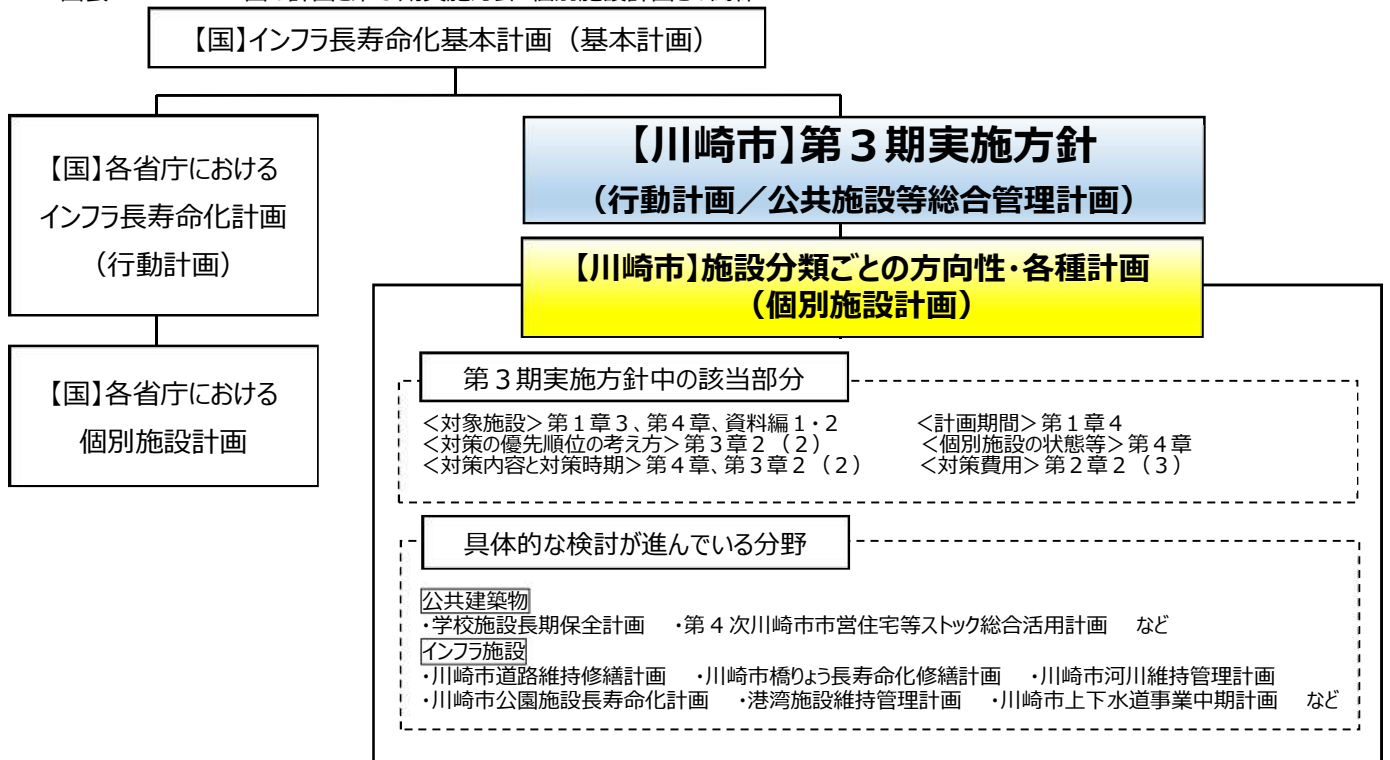 【国】インフラ長寿命化基本計画（基本計画）
【国】各省庁における
インフラ長寿命化計画
（行動計画）
【国】各省庁における
個別施設計画
【川崎市】第３期実施方針
（行動計画／公共施設等総合管理計画）
【川崎市】施設分類ごとの方向性・各種計画
（個別施設計画）
第３期実施方針中の該当部分
＜対象施設＞第１章３、第４章、資料編１・２　＜計画期間＞第１章４
＜対策の優先順位の考え方＞第３章２（２）　＜個別施設の状態等＞第４章
＜対策内容と対策時期＞第４章、第３章２（２）　＜対策費用＞第２章２（３）
具体的な検討が進んでいる分野
公共建築物
・学校施設長期保全計画　・第４次川崎市市営住宅等ストック総合活用計画　など
インフラ施設
・川崎市道路維持修繕計画　・川崎市橋りょう長寿命化修繕計画　・川崎市河川維持管理計画
・川崎市公園施設長寿命化計画　・港湾施設維持管理計画　・川崎市上下水道事業中期計画　など